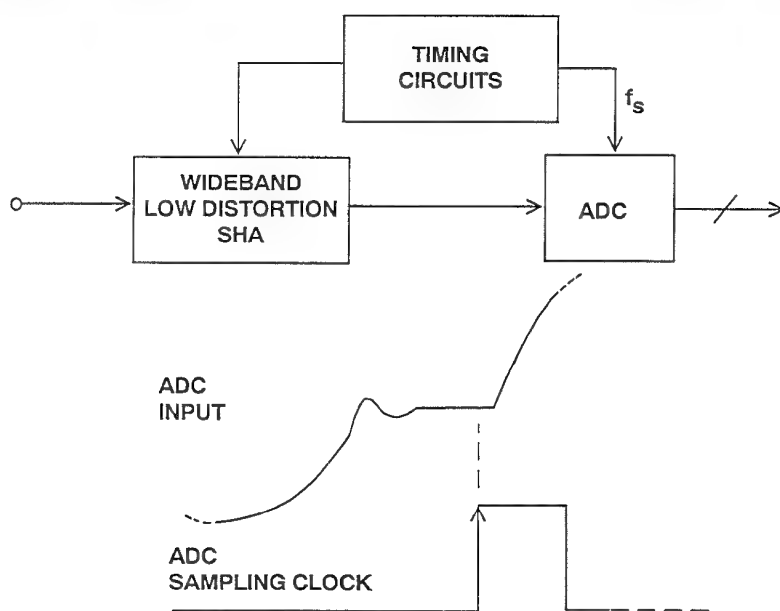 TIMING
CIRCUITS
fs
WIDEBAND
LOW DISTORTION
SHA
ADC
ADC
INPUT
ADC
SAMPLING CLOCK